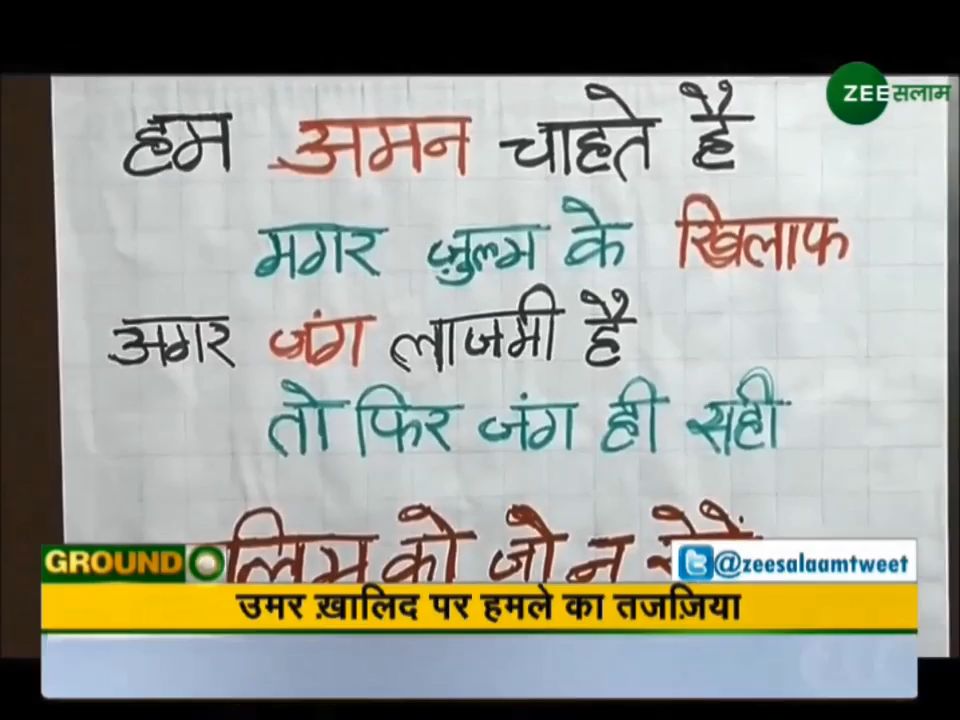 ZEE सलाम
हम अमन चाहते है
मगर ज़ुल्म के खिलाफ
अगर जंग लाजमी है
तो फिर जंग ही सही
को जो न
GROUND
@zeesalaamtweet
उमर ख़ालिद पर हमले का तजज़िया